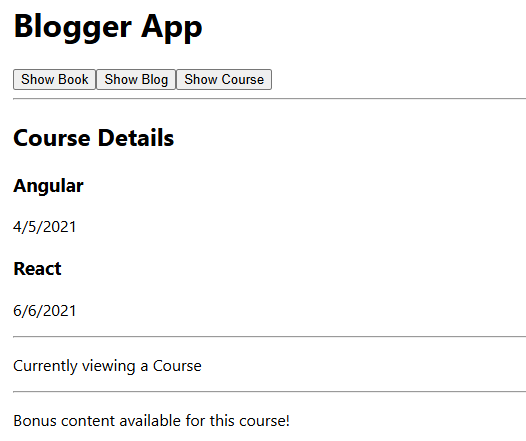 Blogger App
Show Book Show Blog Show Course
Course Details
Angular
4/5/2021
React
6/6/2021
Currently viewing a Course
Bonus content available for this course!